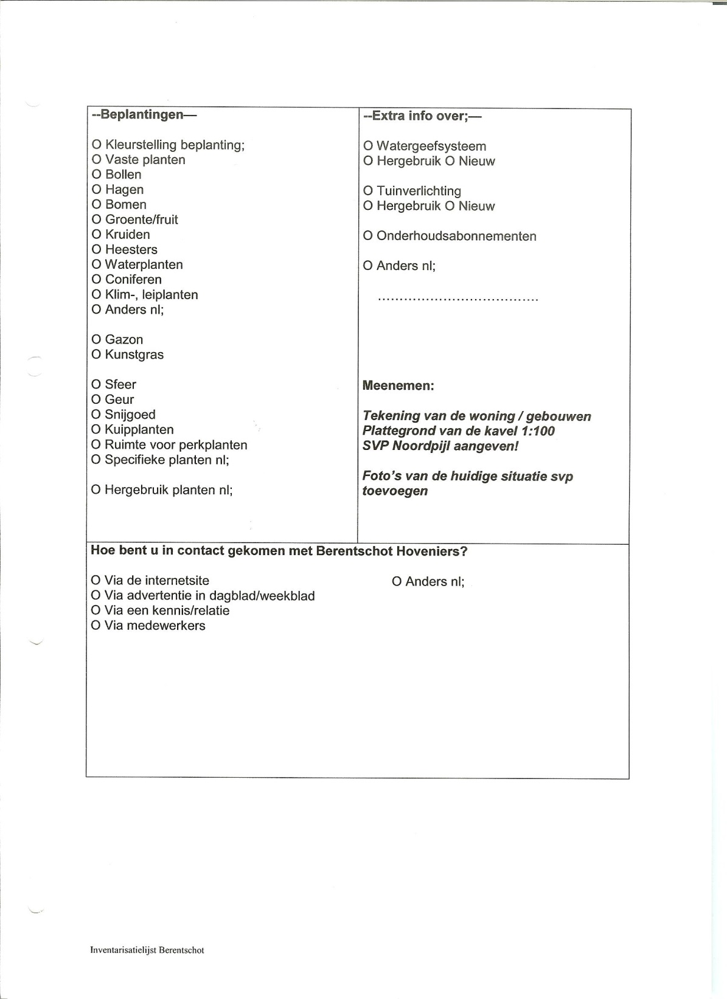 --Beplantingen—
O Kleurstelling beplanting;
O Vaste planten
O Bollen
O Hagen
O Bomen
O Groente/fruit
O Kruiden
O Heesters
O Waterplanten
O Coniferen
O Klim-, leiplanten
O Anders nl;
O Gazon
O Kunstgras
O Sfeer
O Geur
O Snijgoed
O Kuipplanten
O Ruimte voor perkplanten
O Specifieke planten nl;
O Hergebruik planten nl;
--Extra info over;—
O Watergeefsysteem
O Hergebruik O Nieuw
O Tuinverlichting
O Hergebruik O Nieuw
O Onderhoudsabonnementen
O Anders nl;
......................................
Meenemen:
Tekening van de woning / gebouwen
Plattegrond van de kavel 1:100
SVP Noordpijl aangeven!
Foto's van de huidige situatie svp
toevoegen
Hoe bent u in contact gekomen met Berentschot Hoveniers?
O Via de internetsite
O Via advertentie in dagblad/weekblad
O Via een kennis/relatie
O Via medewerkers
O Anders nl;
Inventarisatielijst Berentschot